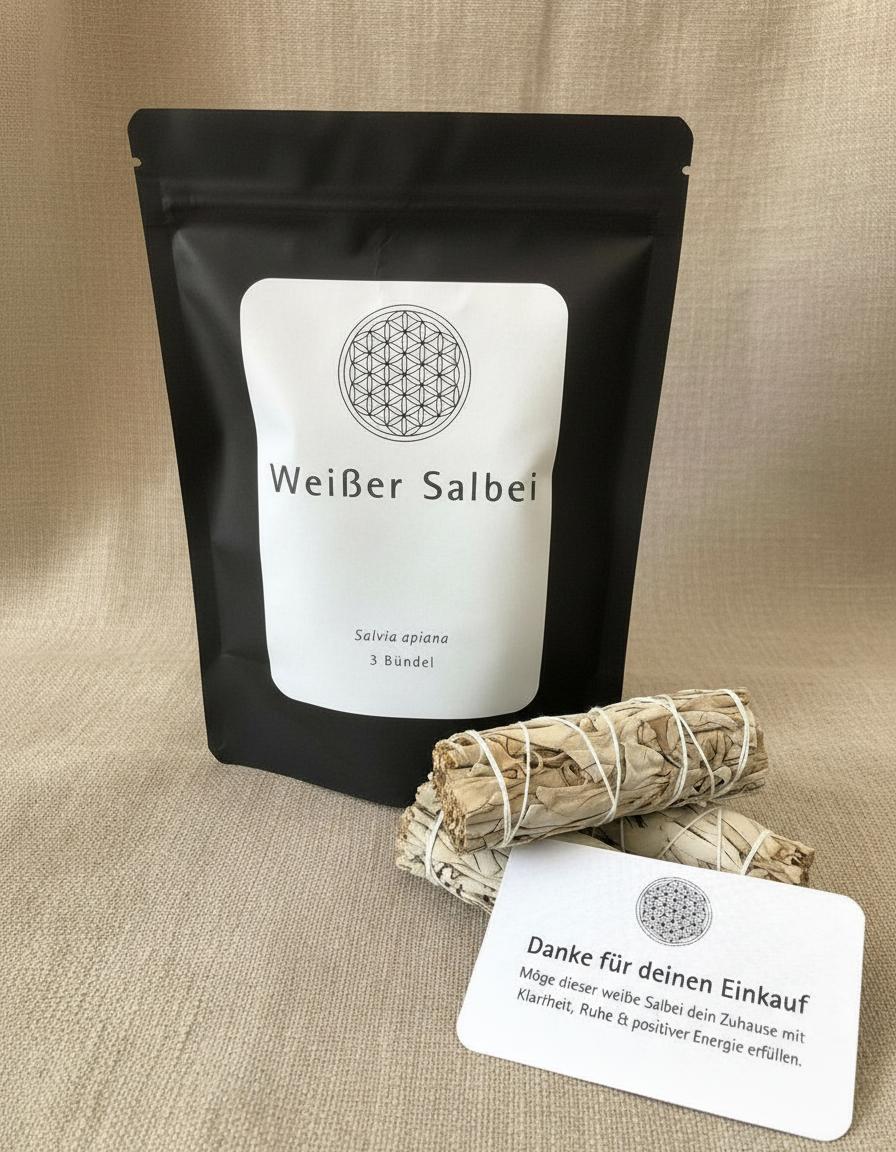 Weißer Salbei
Salvia apiana
3 Bündel
Danke für deinen Einkauf
Möge dieser weiße Salbei dein Zuhause mit
Klarfheit, Ruhe & positiver Energie erfüllen.